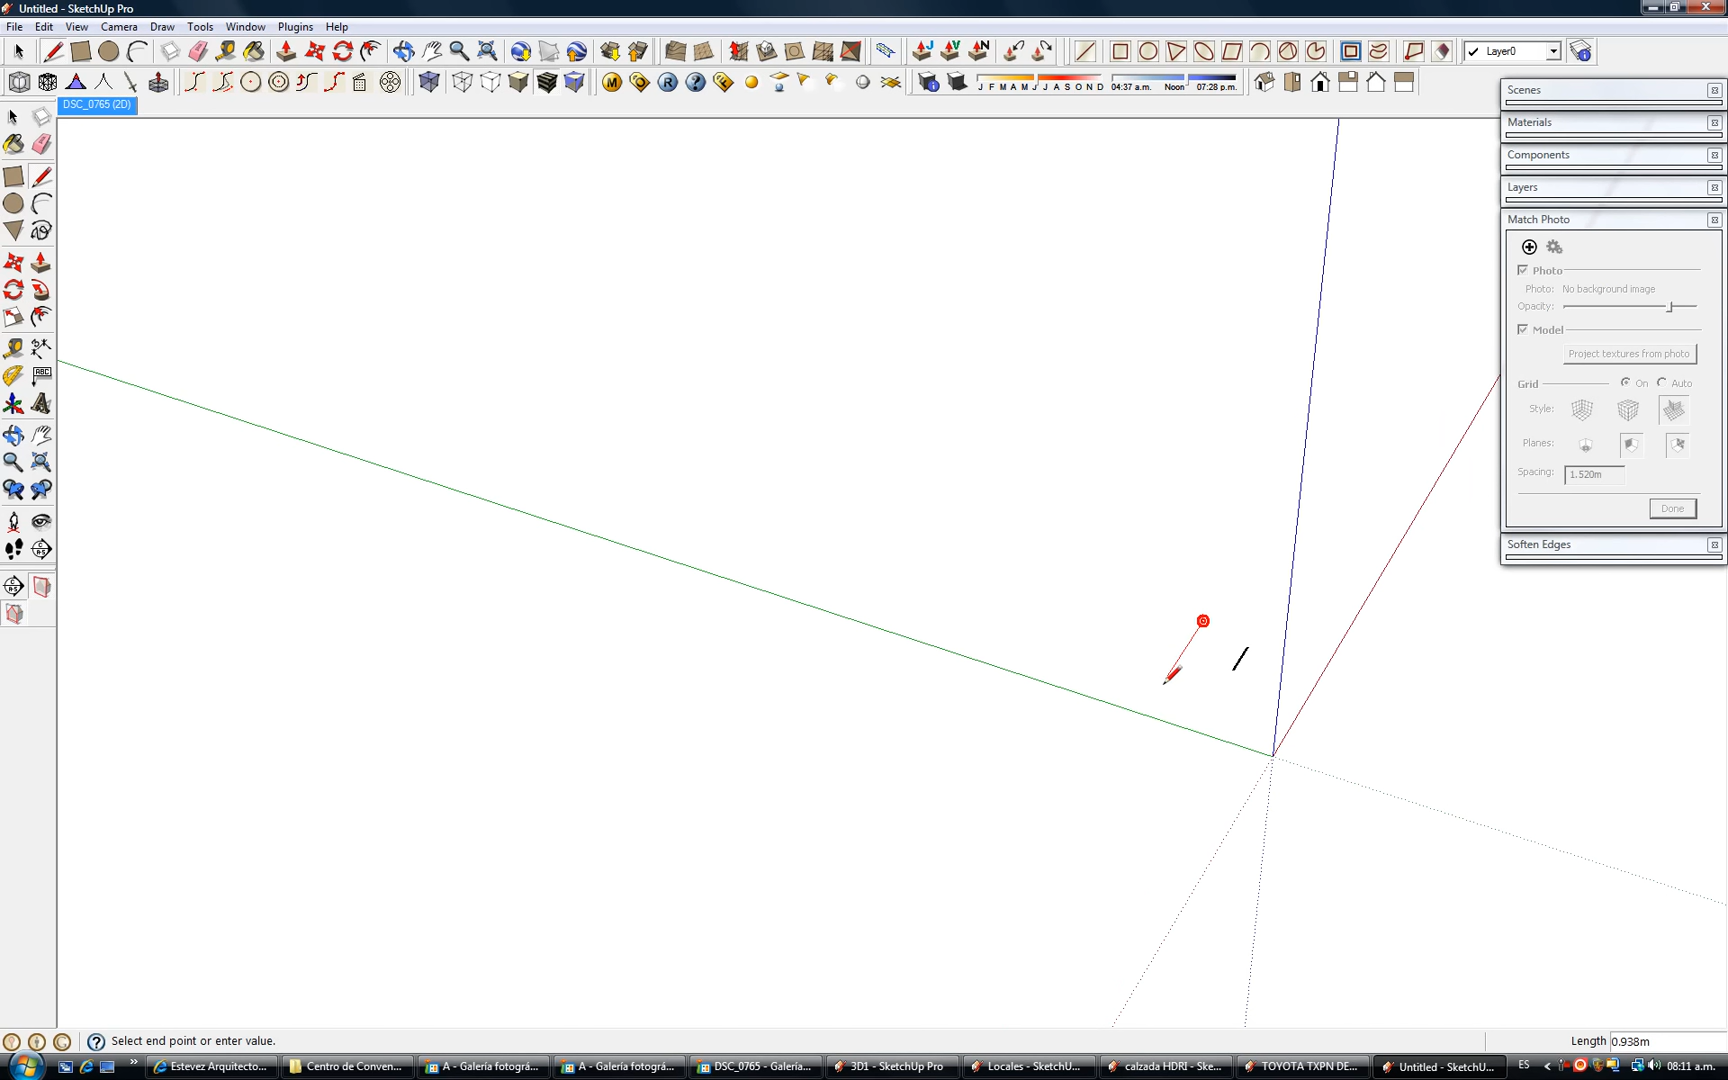 Untitled - SketchUp Pro
File Edit View Camera Draw Tools Window Plugins Help
Layer0
J F M A M J J A S O N D 04:37 a.m. Noon 07:28 p.m.
DSC_0765 (2D)
Scenes
Materials
Components
Layers
Match Photo
Photo
Photo: No background image
Opacity:
Model
Project textures from photo
Grid On Auto
Style:
Planes:
Spacing: 1.520m
Done
Soften Edges
Select end point or enter value.
Length 0.938m
Estevez Arquitecto... Centro de Conven... A - Galería fotográ... A - Galería fotográ... DSC_0765 - Galería... 3D1 - SketchUp Pro Locales - SketchU... calzada HDRI - Ske... TOYOTA TXPN DE... Untitled - SketchU... ES 08:11 a.m.